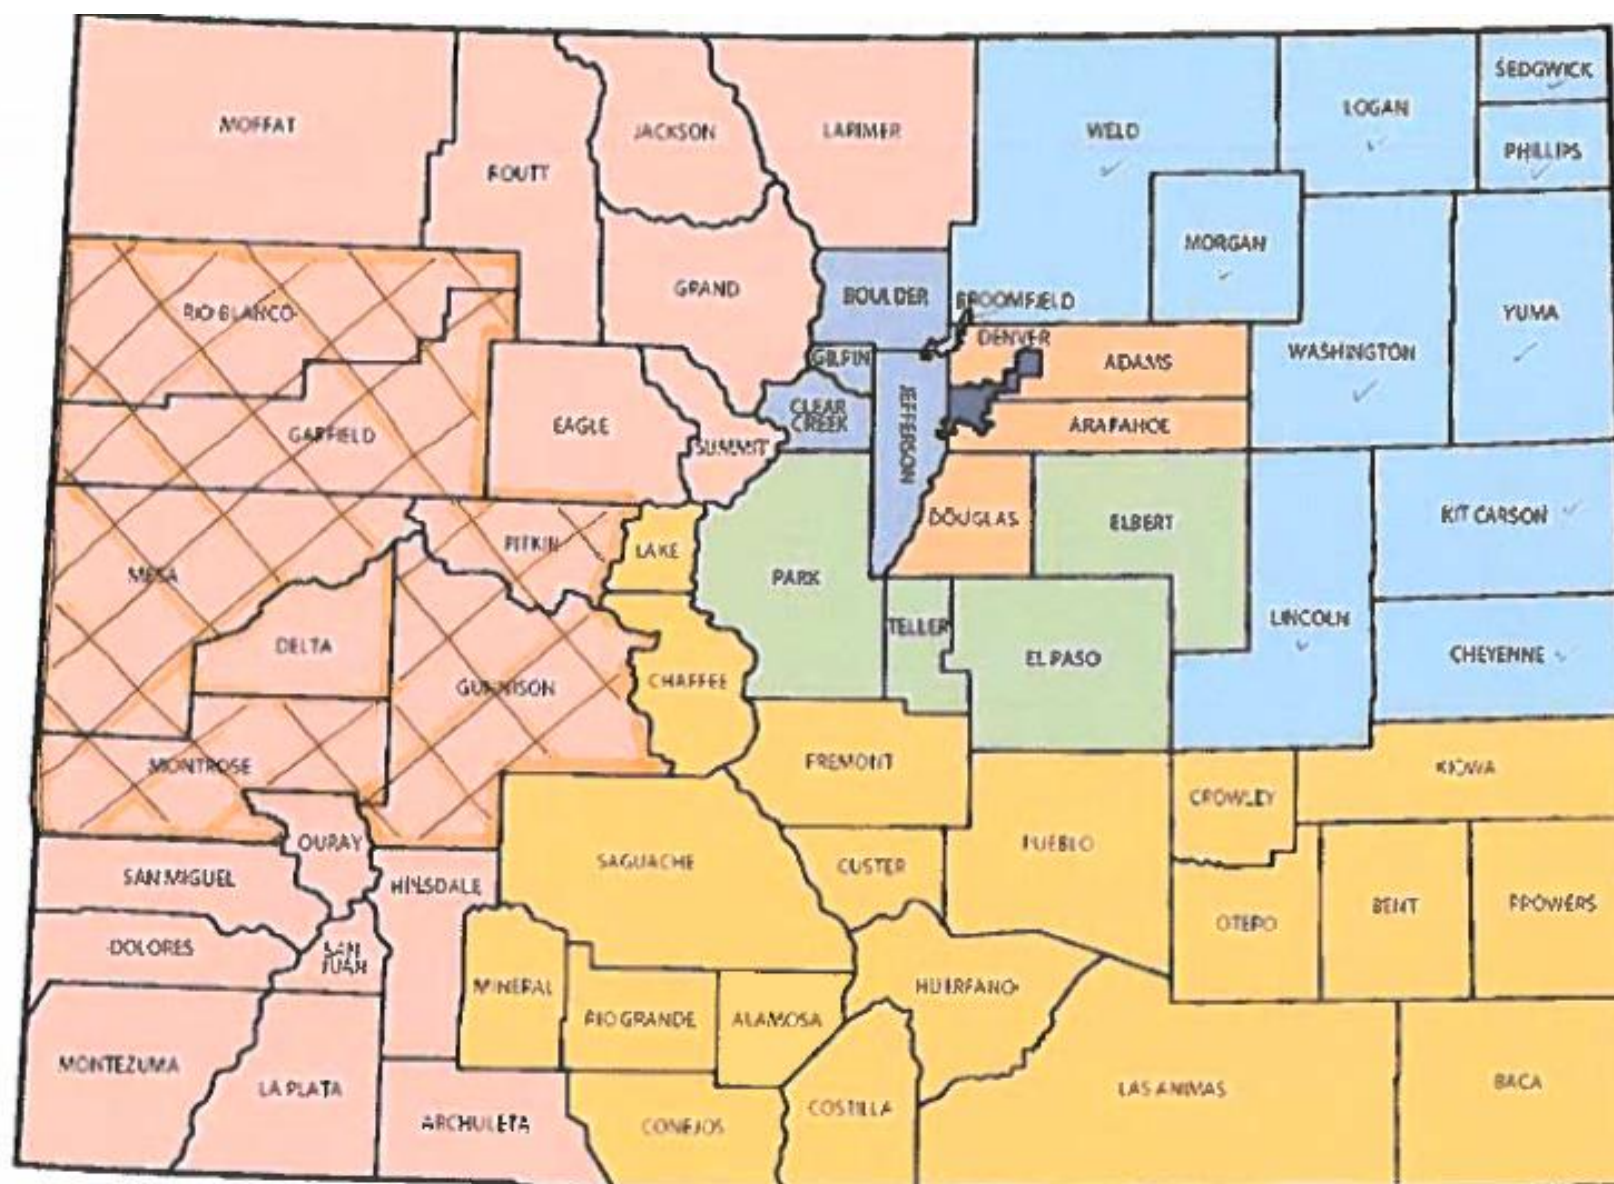 SEDGWICK
LOGAN
MOFFAT
JACKSON
LARIMER
WELD
PHILLIPS
ROUTT
MORGAN
GRAND
BOULDER
BROOMFIELD
RIO BLANCO
YUMA
DENVER
GILPIN
ADAMS
WASHINGTON
CLEAR
CREEK
EAGLE
ARAPAHOE
GARFIELD
SUMMIT
JEFFERSON
DOUGLAS
ELBERT
KIT CARSON
PITKIN
LAKE
MESA
PARK
LINCOLN
TELLER
DELTA
EL PASO
CHEYENNE
GUNNISON
CHAFFEE
MONTROSE
FREMONT
KIOWA
CROWLEY
OURAY
PUEBLO
SAGUACHE
CUSTER
SAN MIGUEL
HINSDALE
BENT
PROWERS
OTERO
DOLORES
SAN
JUAN
MINERAL
HUERFANO
RIO GRANDE
ALAMOSA
MONTEZUMA
LA PLATA
LAS ANIMAS
BACA
COSTILLA
ARCHULETA
CONEJOS